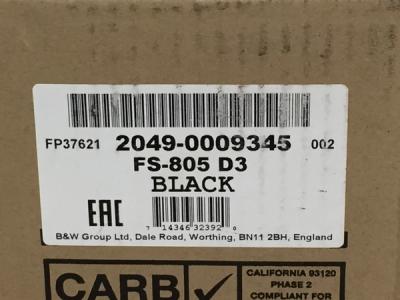 FP37621 2049-0009345 002
FS-805 D3
BLACK
EAC
7 14346 32392 0
B&W Group Ltd, Dale Road, Worthing, BN11 2BH, England
CARB
CALIFORNIA 93120
PHASE 2
COMPLIANT FOR